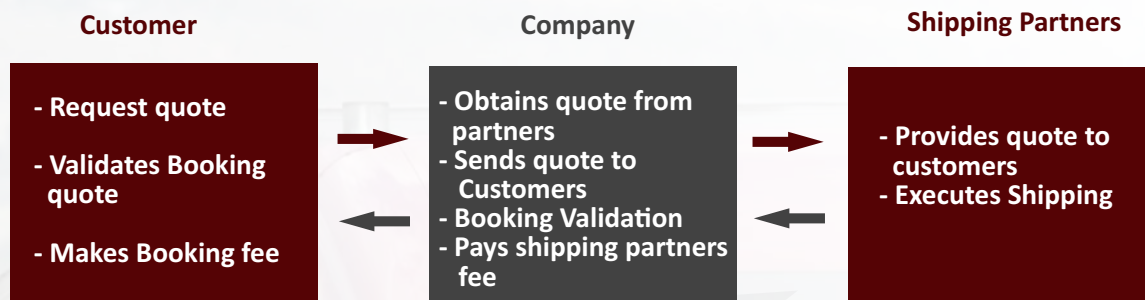 Customer
Company
Shipping Partners
- Request quote
- Validates Booking
quote
- Makes Booking fee
- Obtains quote from
partners
- Sends quote to
Customers
- Booking Validation
- Pays shipping partners
fee
- Provides quote to
customers
- Executes Shipping